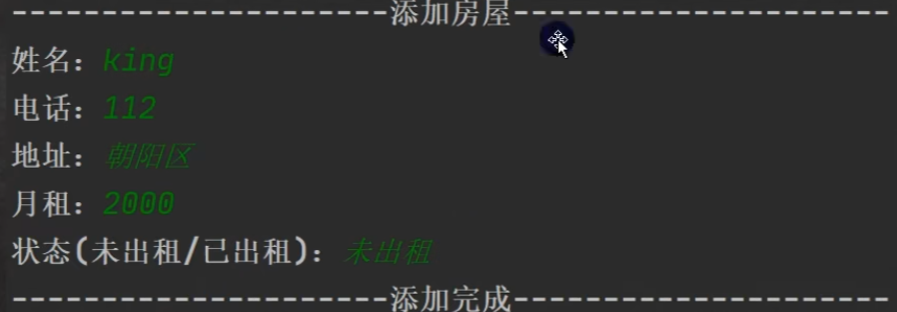 ---------------------添加房屋---------------------
姓名：king
电话：112
地址：朝阳区
月租：2000
状态(未出租/已出租)：未出租
---------------------添加完成---------------------